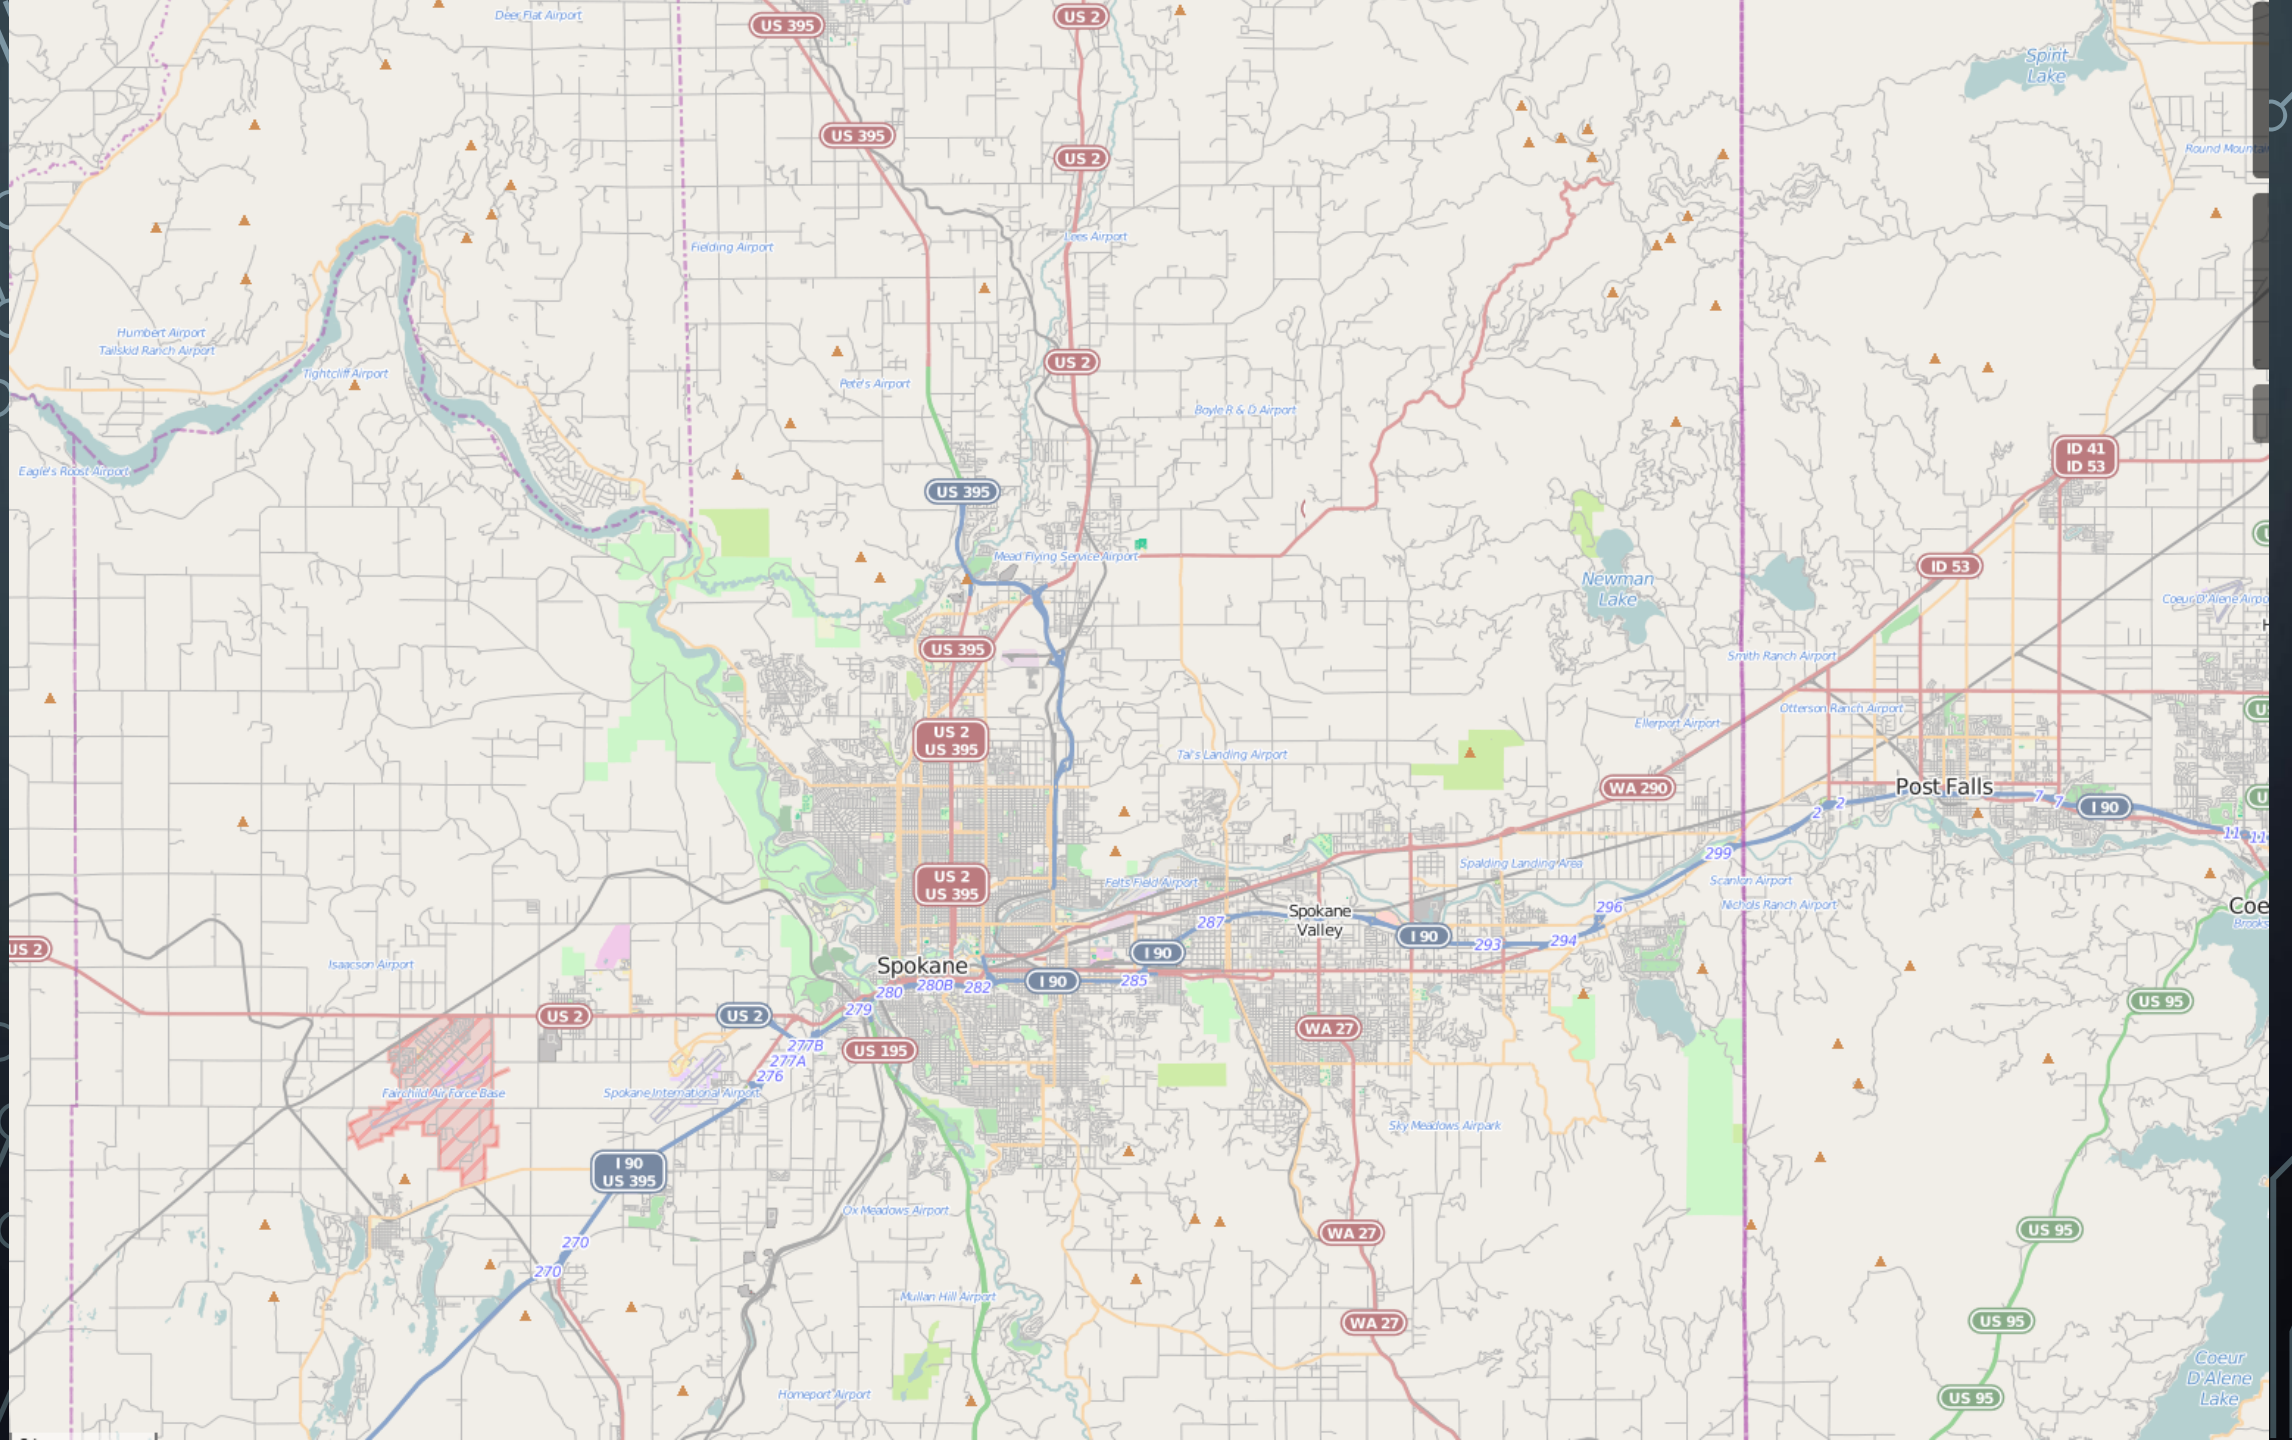 Deer Flat Airport
US 395
US 2
Spirit
Lake
US 395
US 2
Round
Lees Airport
Fielding Airport
Humbert Airport
Tailskid Ranch Airport
Tightcliff Airport
US 2
Pete's Airport
Boyle R & D Airport
Eagle's Roost Airport
ID 41
ID 53
US 395
Mead Flying Service Airport
ID 53
Newman
Lake
Coeur D'Alene
US 395
Smith Ranch Airport
Otterson Ranch Airport
Ellerport Airport
US 2
US 395
Tal's Landing Airport
WA 290
Post Falls
7
7
I 90
2
2
11
11
299
Spalding Landing Area
US 2
US 395
Felts Field Airport
Scanlon Airport
Nichols Ranch Airport
296
Coe
Brooks
287
Spokane
Valley
I 90
293
294
US 2
Isaacson Airport
Spokane
I 90
I 90
285
280
280B
282
279
US 95
US 2
US 2
WA 27
277B
277A
276
US 195
Fairchild Air Force Base
Spokane International Airport
Sky Meadows Airpark
I 90
US 395
Ox Meadows Airport
WA 27
US 95
270
270
Mullan Hill Airport
WA 27
US 95
Coeur
D'Alene
Lake
Homeport Airport
US 95